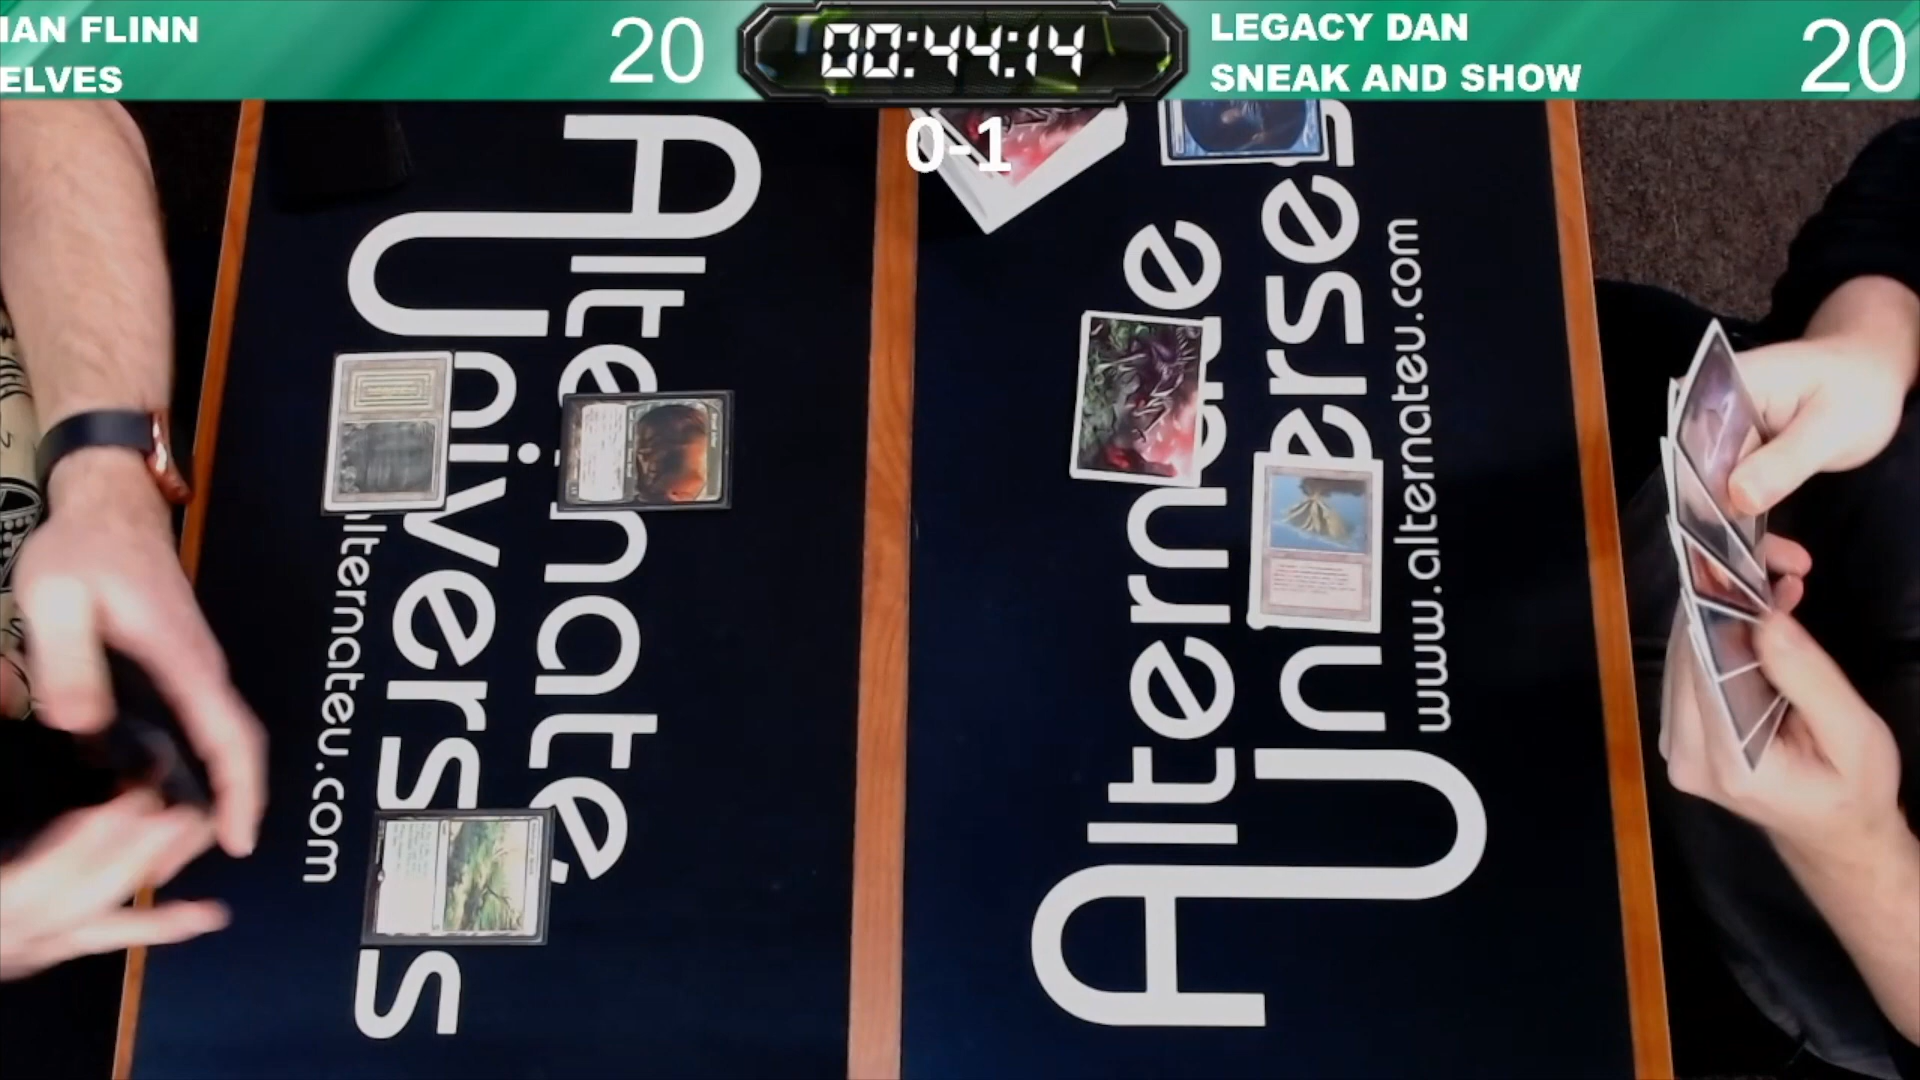 IAN FLINN
ELVES
20
00:44:14
LEGACY DAN
SNEAK AND SHOW
20
0-1
Alternate
Universes
www.alternateu.com
Alternate
Universes
alternateu.com